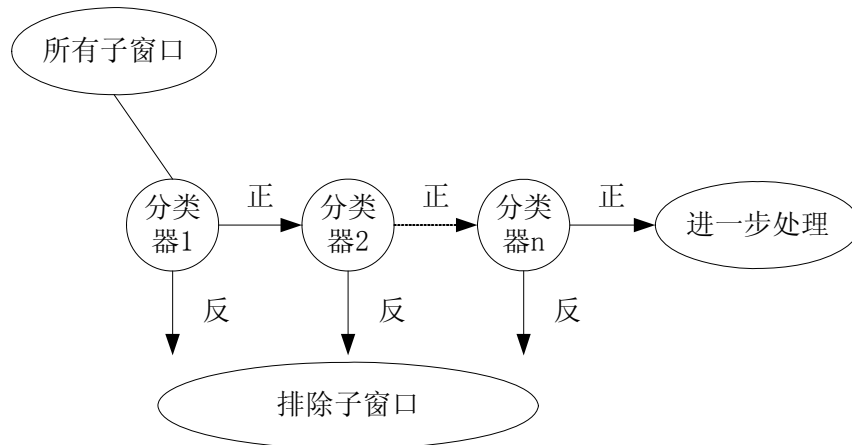 所有子窗口
分类
器1
正
分类
器2
正
分类
器n
正
进一步处理
反
反
反
排除子窗口